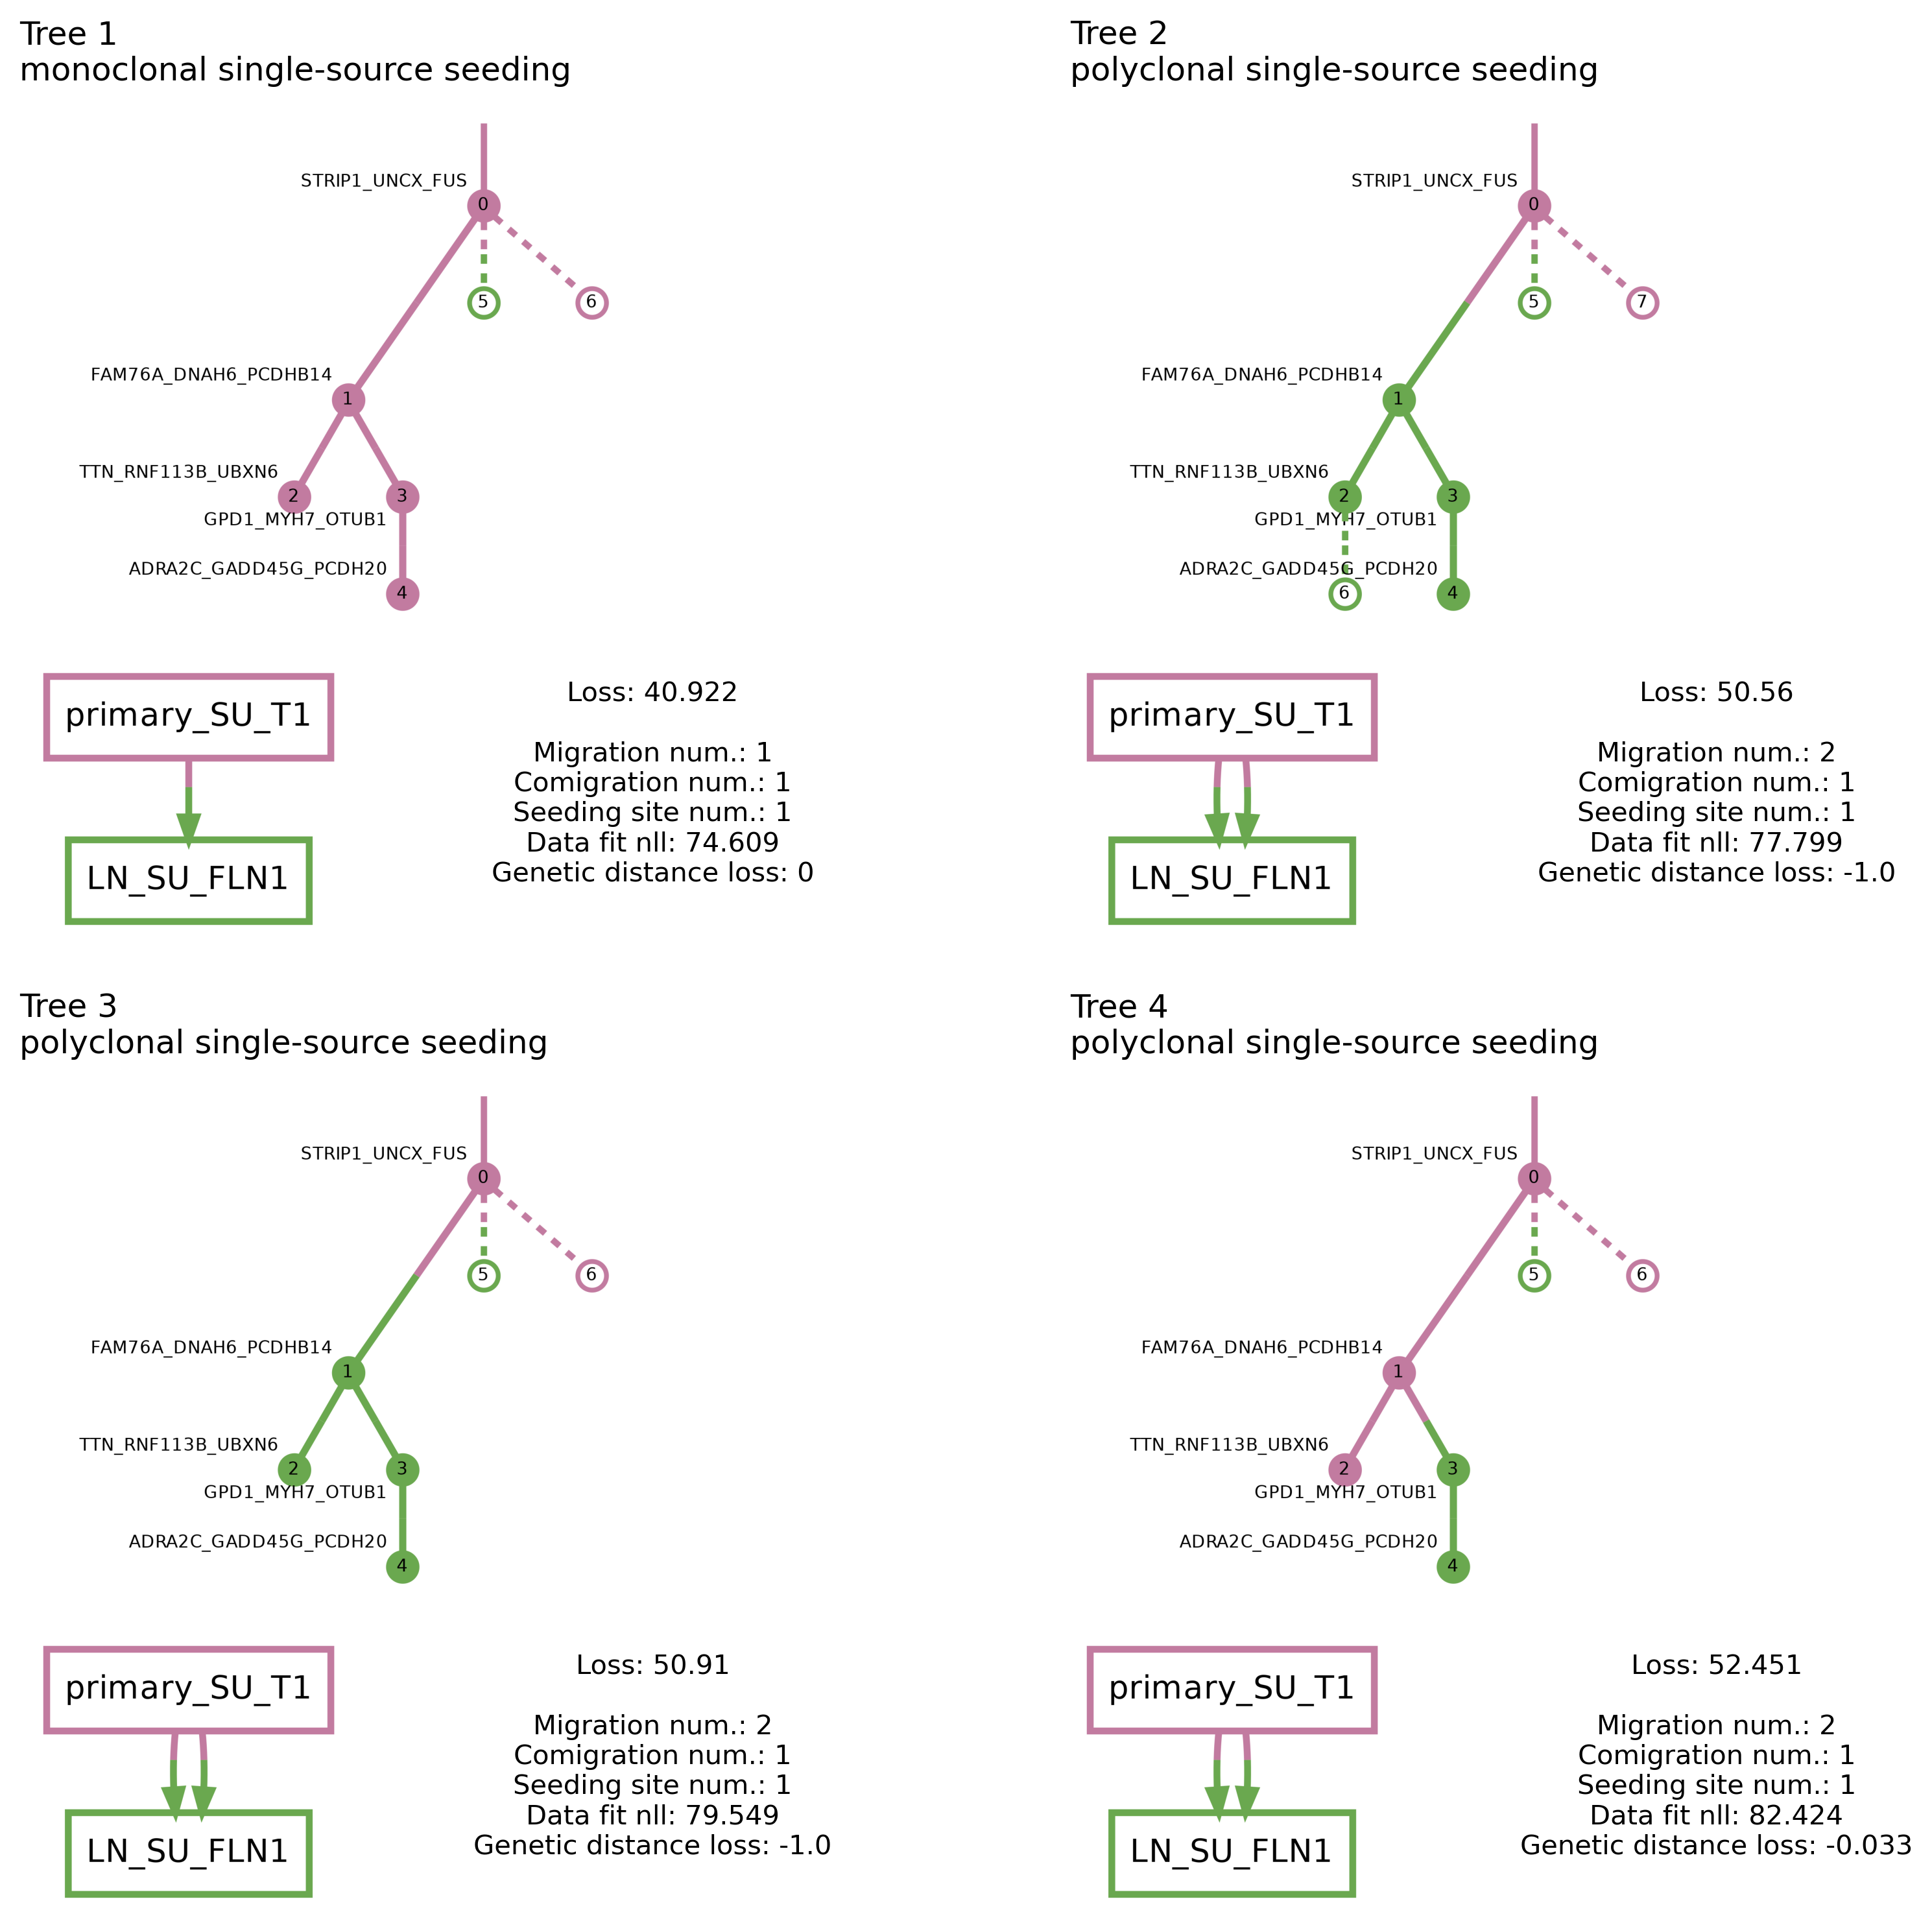 Tree 1
monoclonal single-source seeding
STRIP1_UNCX_FUS
0
5
6
FAM76A_DNAH6_PCDHB14
1
TTN_RNF113B_UBXN6
2
3
GPD1_MYH7_OTUB1
ADRA2C_GADD45G_PCDH20
4
primary_SU_T1
LN_SU_FLN1
Loss: 40.922
Migration num.: 1
Comigration num.: 1
Seeding site num.: 1
Data fit nll: 74.609
Genetic distance loss: 0
Tree 2
polyclonal single-source seeding
STRIP1_UNCX_FUS
0
5
7
FAM76A_DNAH6_PCDHB14
1
TTN_RNF113B_UBXN6
2
3
GPD1_MYH7_OTUB1
ADRA2C_GADD45G_PCDH20
6
4
primary_SU_T1
LN_SU_FLN1
Loss: 50.56
Migration num.: 2
Comigration num.: 1
Seeding site num.: 1
Data fit nll: 77.799
Genetic distance loss: -1.0
Tree 3
polyclonal single-source seeding
STRIP1_UNCX_FUS
0
5
6
FAM76A_DNAH6_PCDHB14
1
TTN_RNF113B_UBXN6
2
3
GPD1_MYH7_OTUB1
ADRA2C_GADD45G_PCDH20
4
primary_SU_T1
LN_SU_FLN1
Loss: 50.91
Migration num.: 2
Comigration num.: 1
Seeding site num.: 1
Data fit nll: 79.549
Genetic distance loss: -1.0
Tree 4
polyclonal single-source seeding
STRIP1_UNCX_FUS
0
5
6
FAM76A_DNAH6_PCDHB14
1
TTN_RNF113B_UBXN6
2
3
GPD1_MYH7_OTUB1
ADRA2C_GADD45G_PCDH20
4
primary_SU_T1
LN_SU_FLN1
Loss: 52.451
Migration num.: 2
Comigration num.: 1
Seeding site num.: 1
Data fit nll: 82.424
Genetic distance loss: -0.033